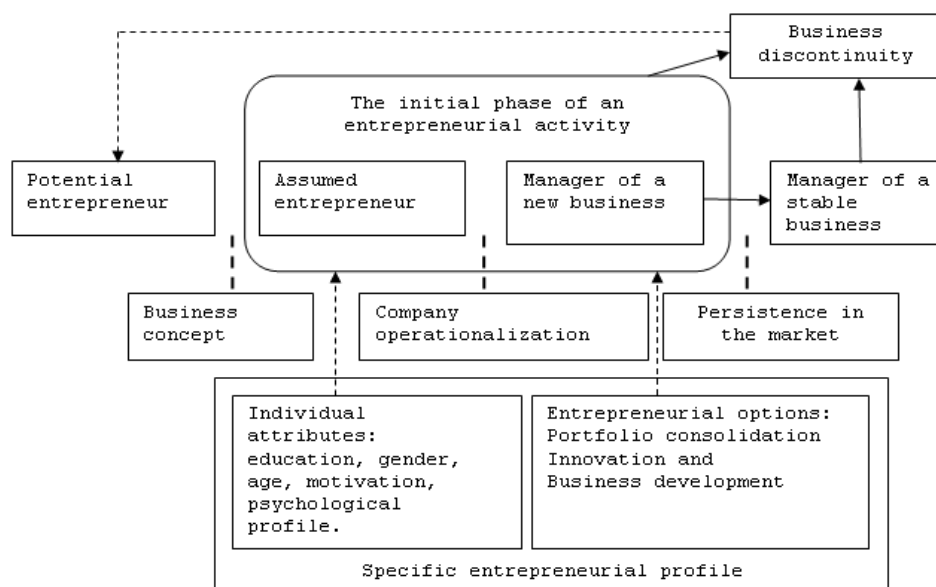 Business
discontinuity
The initial phase of an
entrepreneurial activity
Potential
entrepreneur
Assumed
entrepreneur
Manager of a
new business
Manager of a
stable
business
Business
concept
Company
operationalization
Persistence in
the market
Individual
attributes:
education, gender,
age, motivation,
psychological
profile.
Entrepreneurial options:
Portfolio consolidation
Innovation and
Business development
Specific entrepreneurial profile